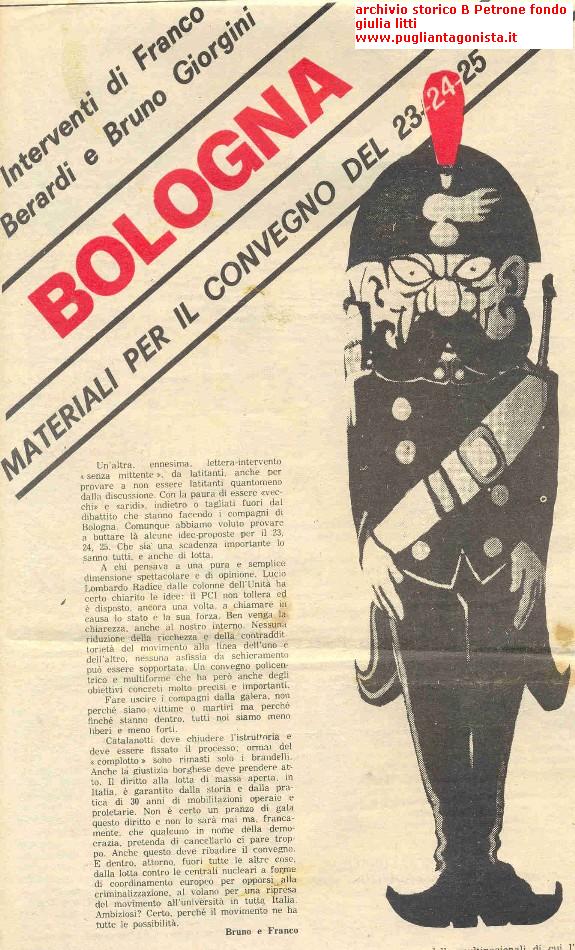 archivio storico B Petrone fondo
giulia litti
www.pugliantagonista.it
Interventi di Franco
Berardi e Bruno Giorgini
BOLOGNA
MATERIALI PER IL CONVEGNO DEL 23-24-25
Un'altra, ennesima, lettera-intervento
« senza mittente », da latitanti, anche per
provare a non essere latitanti quantomeno
dalla discussione. Con la paura di essere «vec-
chi» e «aridi», indietro o tagliati fuori dal
dibattito che stanno facendo i compagni di
Bologna. Comunque abbiamo voluto provare
a buttare là alcune idee-proposte per il 23,
24, 25. Che sia una scadenza importante lo
sanno tutti, e anche di lotta.
A chi pensava a una pura e semplice
dimensione spettacolare e di opinione, Lucio
Lombardo Radice dalle colonne dell'Unità ha
certo chiarito le idee: il PCI non tollera ed
è disposto, ancora una volta, a chiamare in
causa lo stato e la sua forza. Ben venga la
chiarezza, anche al nostro interno. Nessuna
riduzione della ricchezza e della contraddit-
torietà del movimento alla linea dell'uno e
dell'altro, nessuna asfissia da schieramento
può essere sopportata. Un convegno policen-
trico e multiforme che ha però anche degli
obiettivi concreti molto precisi e importanti.
Fare uscire i compagni dalla galera, non
perché siano vittime o martiri ma perché
finché stanno dentro, tutti noi siamo meno
liberi e meno forti.
Catalanotti deve chiudere l'istruttoria e
deve essere fissato il processo; ormai del
« complotto » sono rimasti solo i brandelli.
Anche la giustizia borghese deve prendere at-
to. Il diritto alla lotta di massa aperta, in
Italia, è garantito dalla storia e dalla pra-
tica di 30 anni di mobilitazioni operaie e
proletarie. Non è certo un pranzo di gala
questo diritto e non lo sarà mai ma, franca-
mente, che qualcuno in nome della demo-
crazia, pretenda di cancellarlo ci pare trop-
po. Anche questo deve ribadire il convegno.
E dentro, attorno, fuori tutte le altre cose,
dalla lotta contro le centrali nucleari a forme
di coordinamento europeo per opporsi alla
criminalizzazione, al volano per una ripresa
del movimento all'università in tutta Italia.
Ambiziosi? Certo, perché il movimento ne ha
tutte le possibilità.
Bruno e Franco